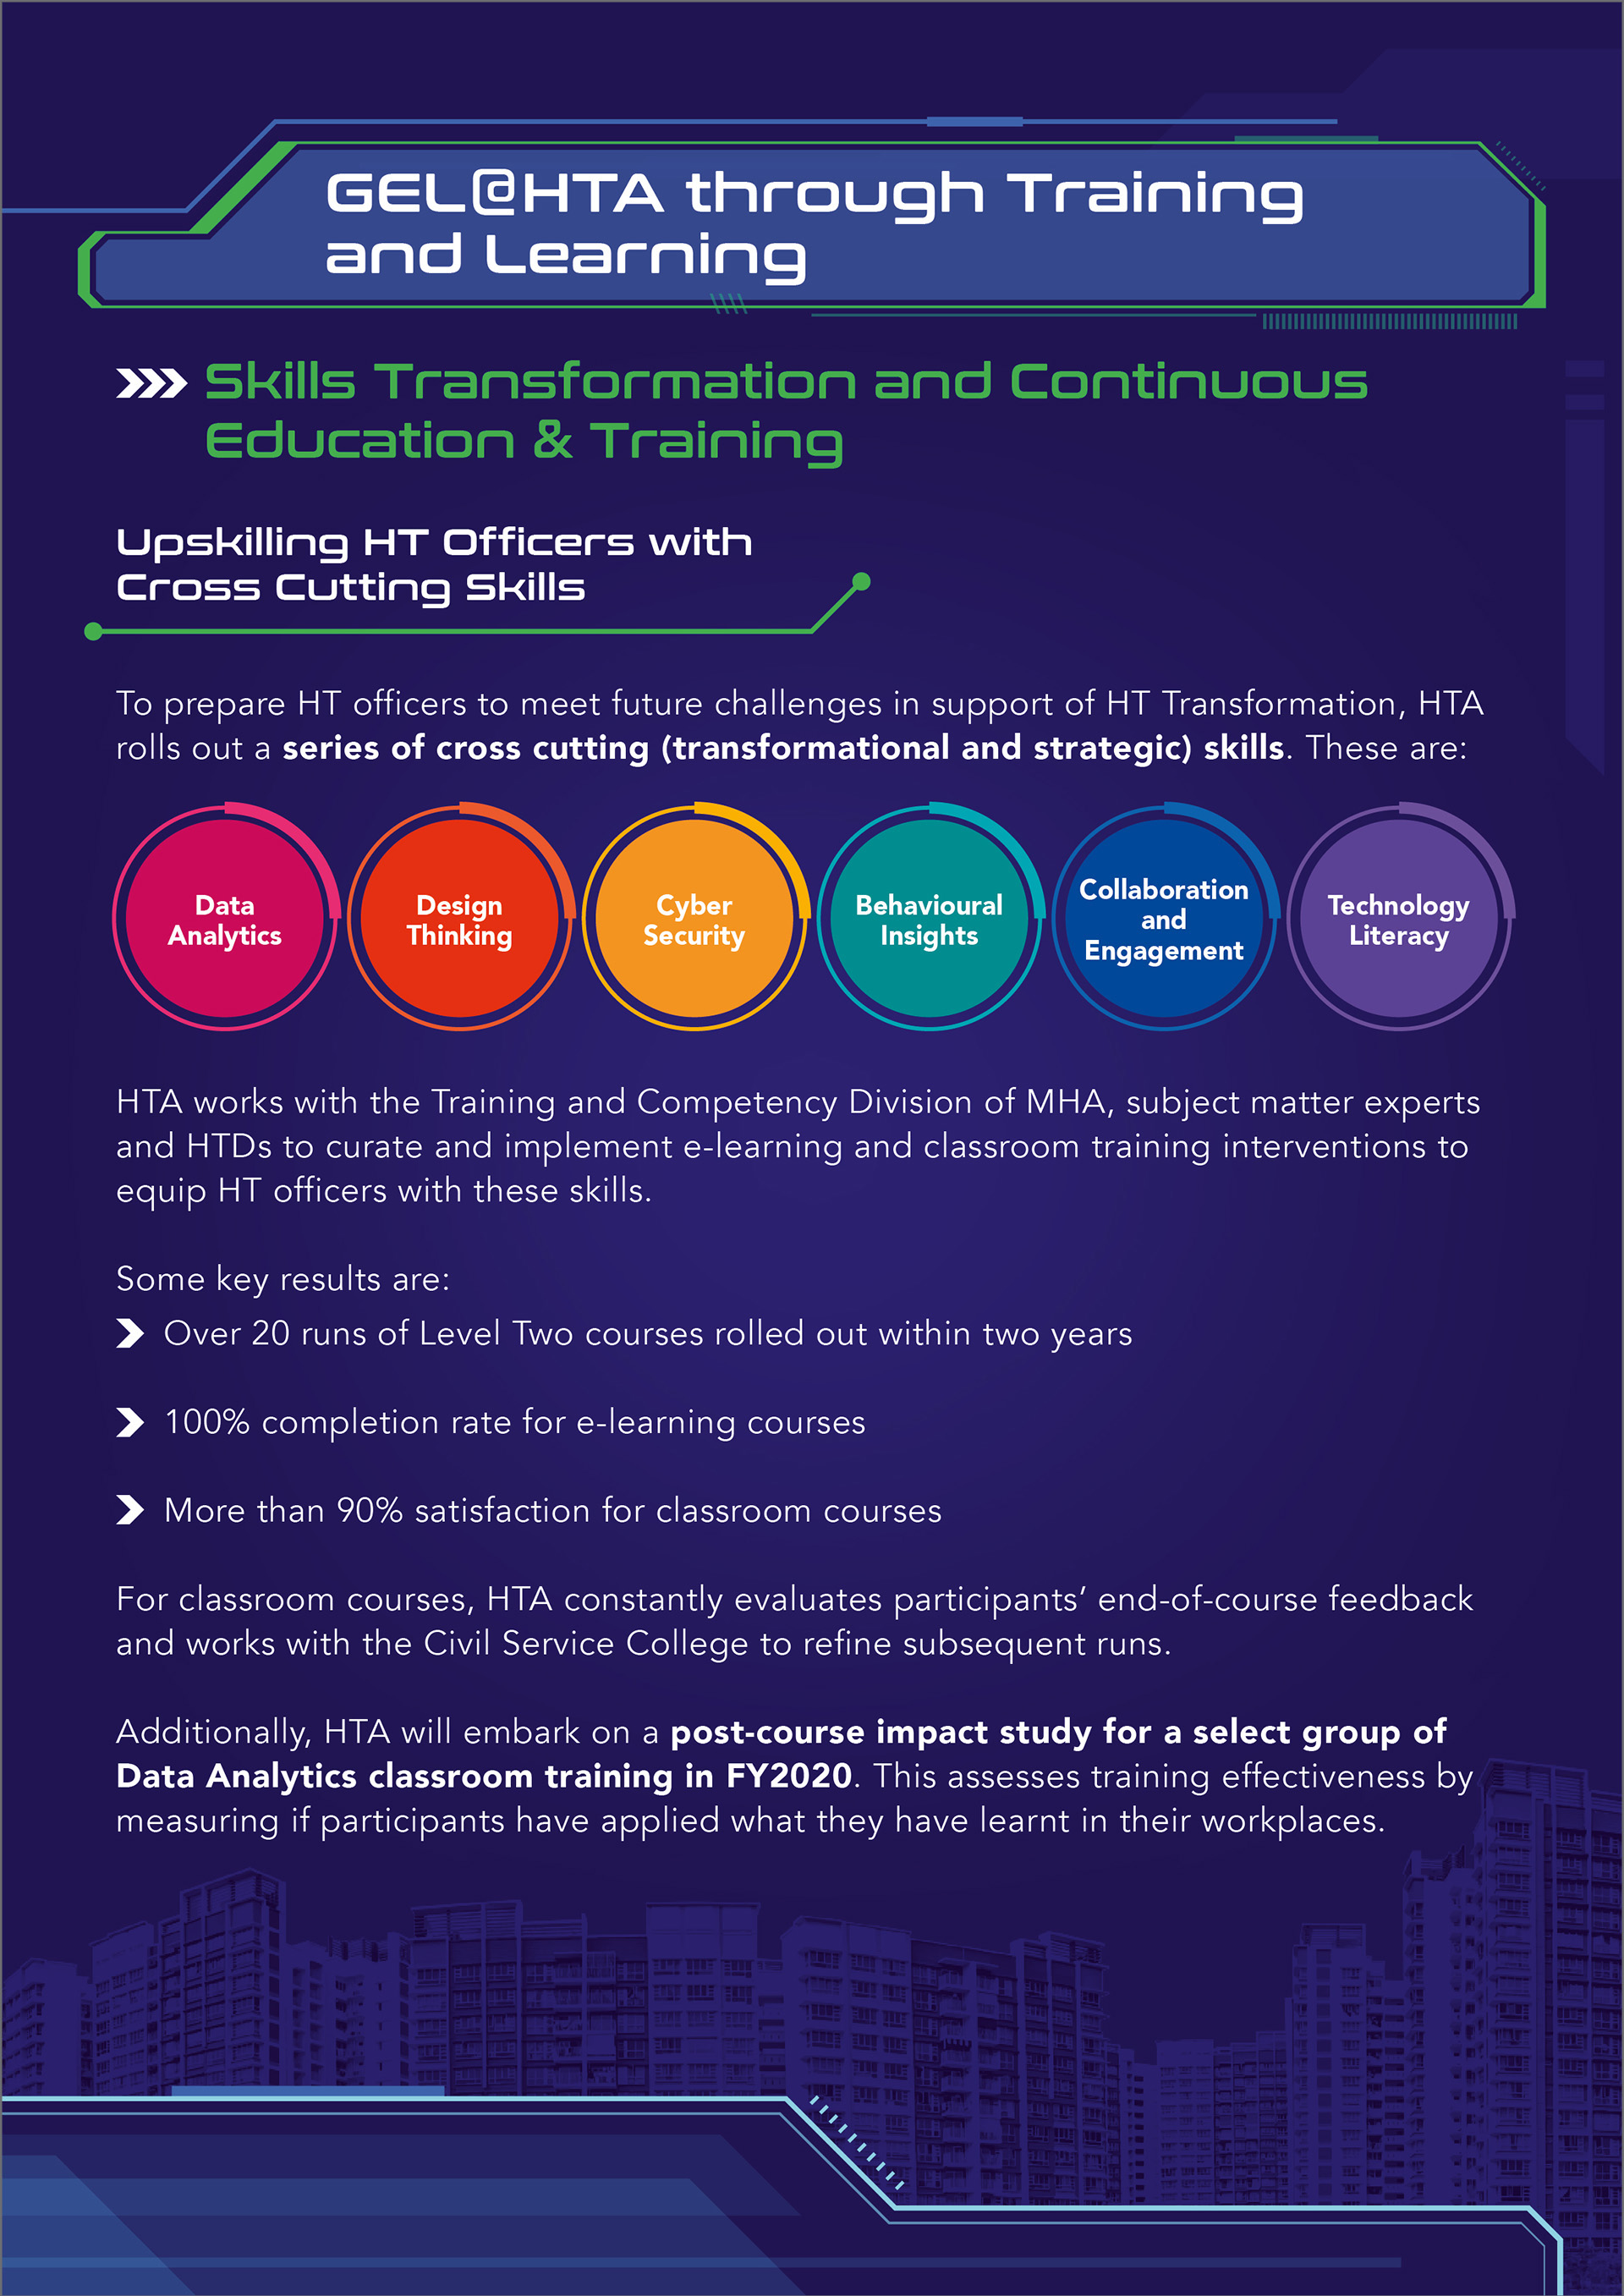 GEL@HTA through Training
and Learning
Skills Transformation and Continuous
Education & Training
Upskilling HT Officers with
Cross Cutting Skills
To prepare HT officers to meet future challenges in support of HT Transformation, HTA
rolls out a series of cross cutting (transformational and strategic) skills. These are:
Data
Analytics
Design
Thinking
Cyber
Security
Behavioural
Insights
Collaboration
and
Engagement
Technology
Literacy
HTA works with the Training and Competency Division of MHA, subject matter experts
and HTDs to curate and implement e-learning and classroom training interventions to
equip HT officers with these skills.
Some key results are:
Over 20 runs of Level Two courses rolled out within two years
100% completion rate for e-learning courses
More than 90% satisfaction for classroom courses
For classroom courses, HTA constantly evaluates participants’ end-of-course feedback
and works with the Civil Service College to refine subsequent runs.
Additionally, HTA will embark on a post-course impact study for a select group of
Data Analytics classroom training in FY2020. This assesses training effectiveness by
measuring if participants have applied what they have learnt in their workplaces.